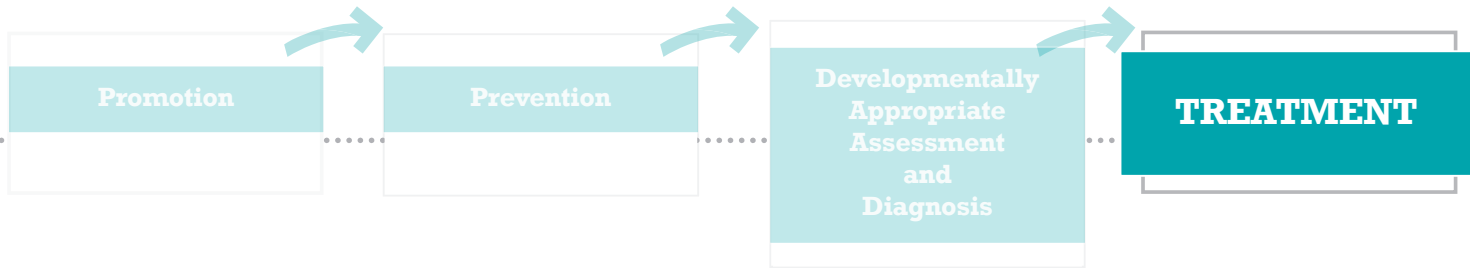 Promotion
Prevention
Developmentally
Appropriate
Assessment
and
Diagnosis
TREATMENT